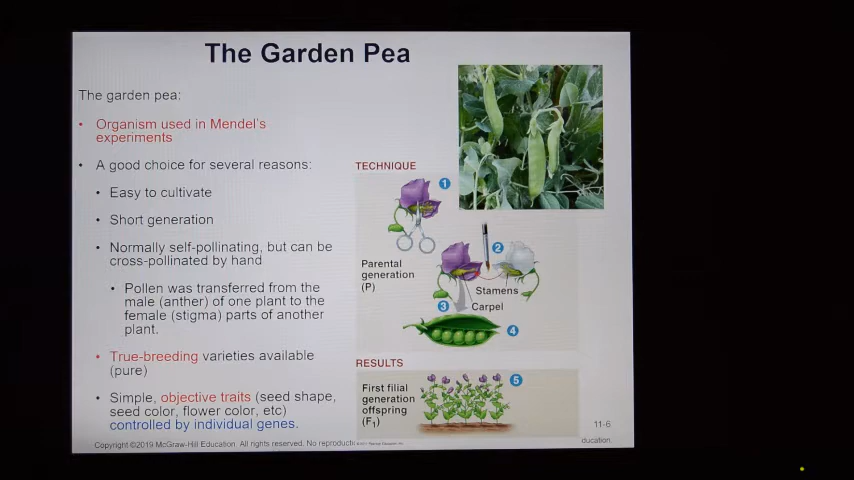 The Garden Pea
The garden pea:
• Organism used in Mendel's
experiments
• A good choice for several reasons:
• Easy to cultivate
• Short generation
• Normally self-pollinating, but can be
cross-pollinated by hand
• Pollen was transferred from the
male (anther) of one plant to the
female (stigma) parts of another
plant.
• True-breeding varieties available
(pure)
• Simple, objective traits (seed shape,
seed color, flower color, etc)
controlled by individual genes.
TECHNIQUE
1
2
Parental
generation
(P)
Stamens
3
Carpel
4
RESULTS
5
First filial
generation
offspring
(F₁)
11-6
Copyright ©2019 McGraw-Hill Education. All rights reserved. No reproducti
ducation.